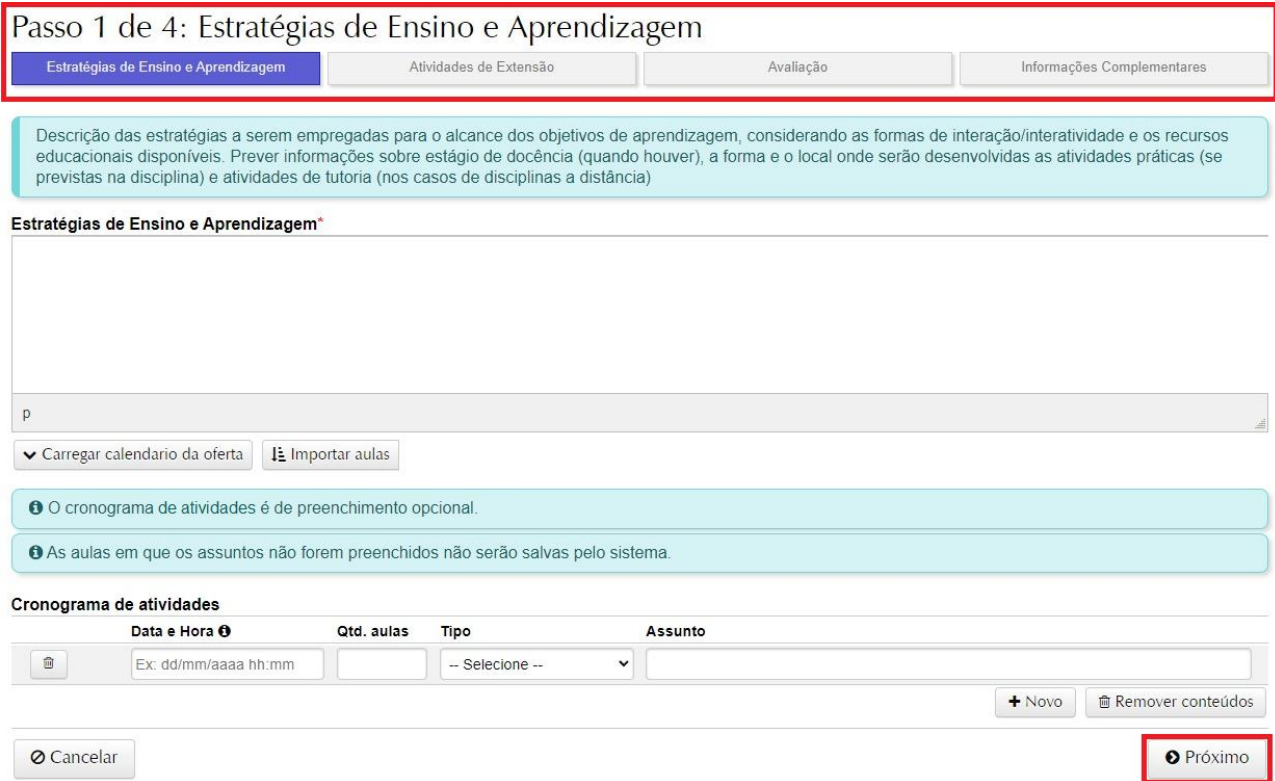 Passo 1 de 4: Estratégias de Ensino e Aprendizagem
Estratégias de Ensino e Aprendizagem Atividades de Extensão Avaliação Informações Complementares
Descrição das estratégias a serem empregadas para o alcance dos objetivos de aprendizagem, considerando as formas de interação/interatividade e os recursos
educacionais disponíveis. Prever informações sobre estágio de docência (quando houver), a forma e o local onde serão desenvolvidas as atividades práticas (se
previstas na disciplina) e atividades de tutoria (nos casos de disciplinas a distância)
Estratégias de Ensino e Aprendizagem*
p
Carregar calendario da oferta Importar aulas
O cronograma de atividades é de preenchimento opcional.
As aulas em que os assuntos não forem preenchidos não serão salvas pelo sistema.
Cronograma de atividades
Data e Hora Qtd. aulas Tipo Assunto
Ex: dd/mm/aaaa hh:mm -- Selecione --
Novo Remover conteúdos
Cancelar Próximo